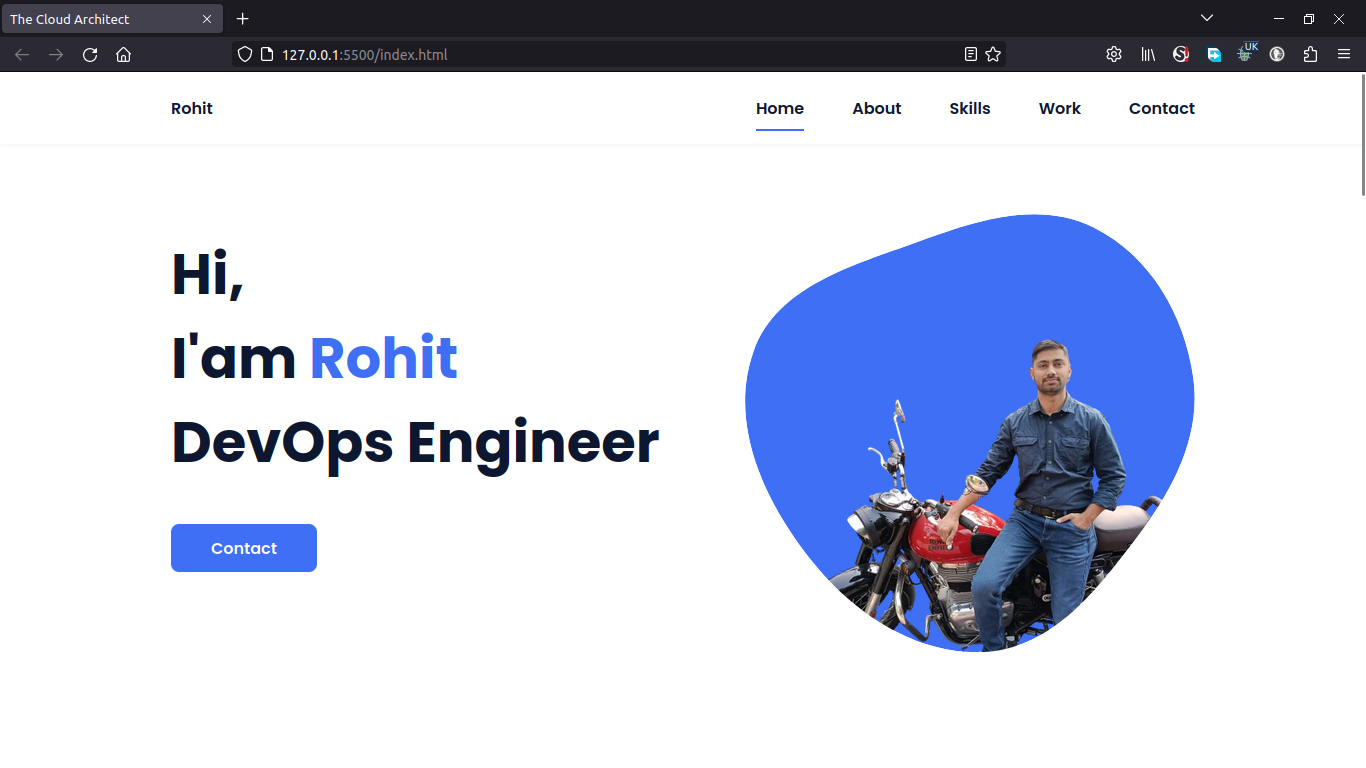 The Cloud Architect
127.0.0.1:5500/index.html
UK
Rohit
Home About Skills Work Contact
Hi,
I'am Rohit
DevOps Engineer
Contact